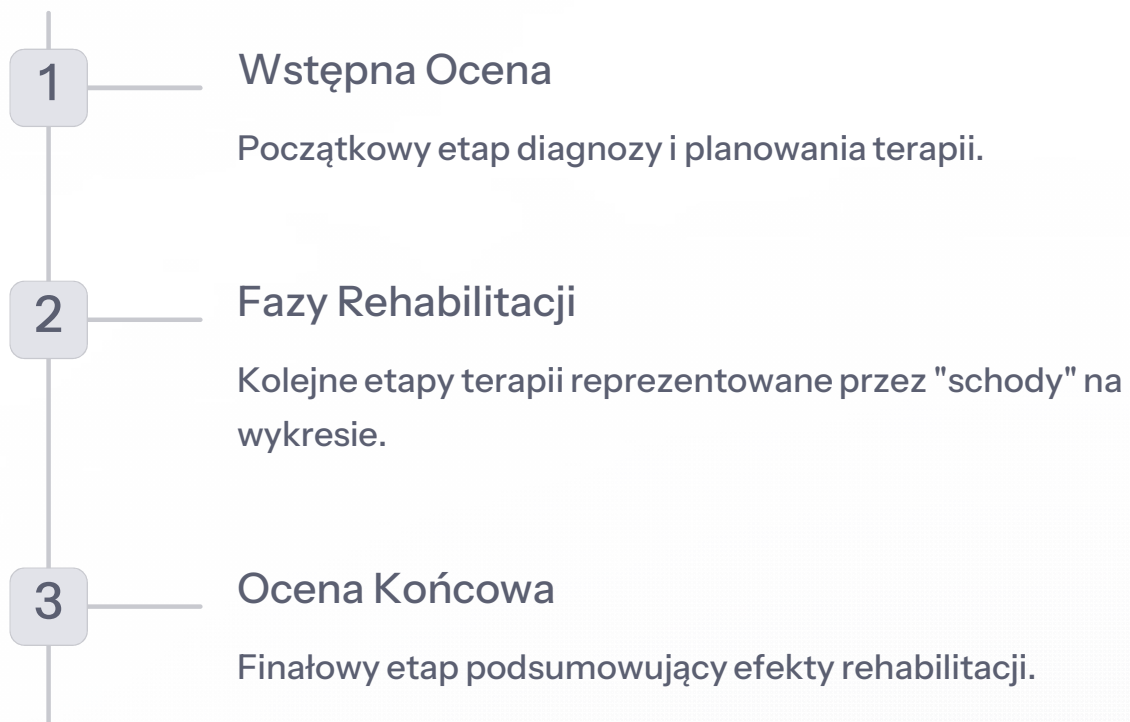 1
Wstępna Ocena
Początkowy etap diagnozy i planowania terapii.
2
Fazy Rehabilitacji
Kolejne etapy terapii reprezentowane przez "schody" na
wykresie.
3
Ocena Końcowa
Finałowy etap podsumowujący efekty rehabilitacji.